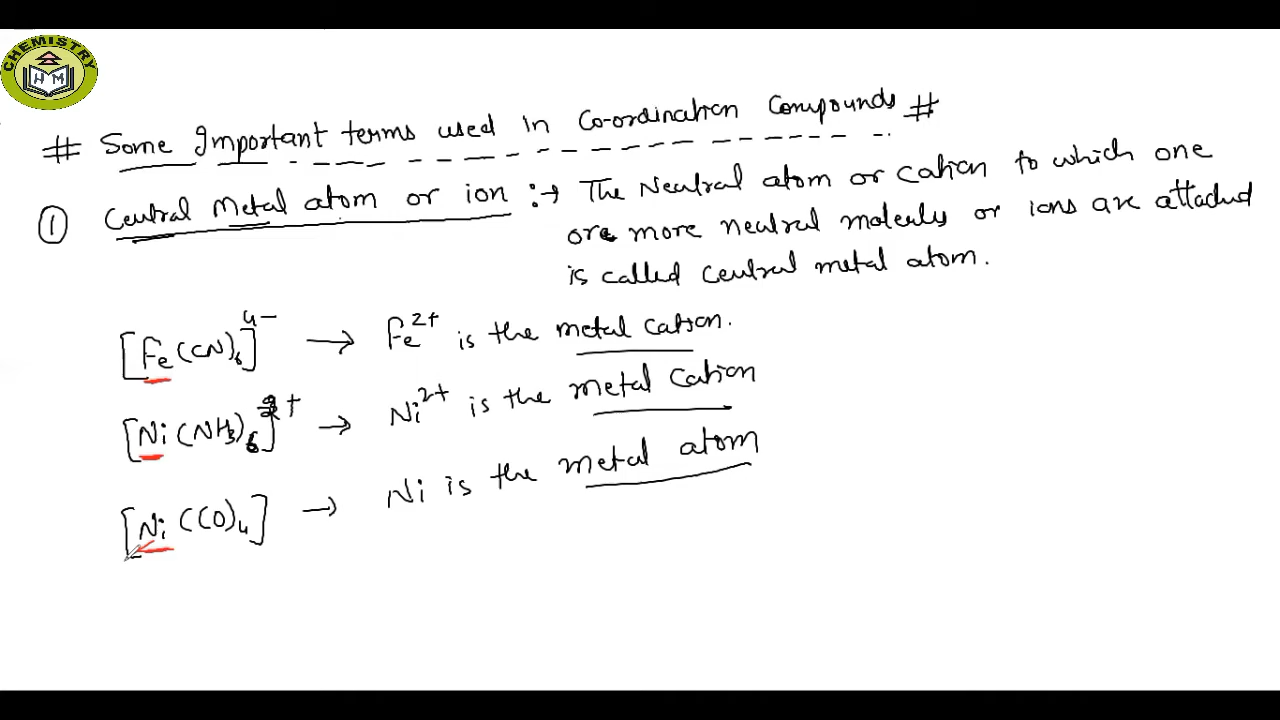 CHEMISTRY
HM
# Some Important terms used in Co-ordination Compounds #
① Central Metal atom or ion :→ The Neutral atom or cation to which one
or more neutral molecules or ions are attached
is called central metal atom.
[Fe(CN)₆]⁴⁻ → Fe²⁺ is the metal cation.
[Ni(NH₃)₆]²⁺ → Ni²⁺ is the metal cation
[Ni(CO)₄] → Ni is the metal atom